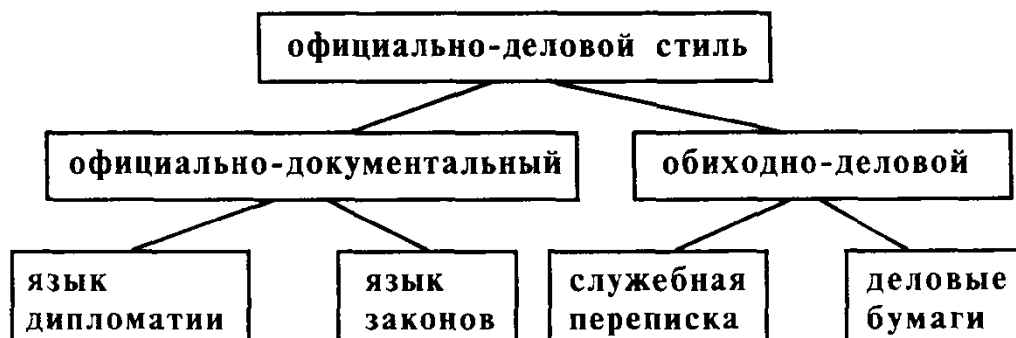 официально-деловой стиль
официально-документальный
обиходно-деловой
язык
дипломатии
язык
законов
служебная
переписка
деловые
бумаги